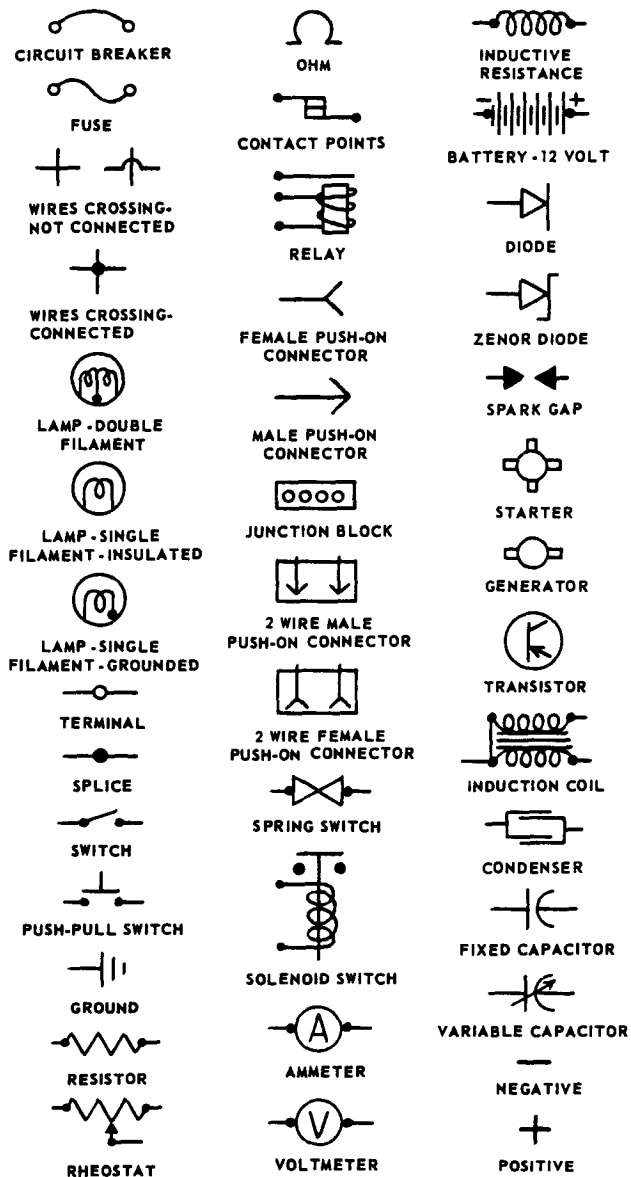 CIRCUIT BREAKER
FUSE
WIRES CROSSING-
NOT CONNECTED
WIRES CROSSING-
CONNECTED
LAMP - DOUBLE
FILAMENT
LAMP - SINGLE
FILAMENT - INSULATED
LAMP - SINGLE
FILAMENT - GROUNDED
TERMINAL
SPLICE
SWITCH
PUSH-PULL SWITCH
GROUND
RESISTOR
RHEOSTAT
OHM
CONTACT POINTS
RELAY
FEMALE PUSH-ON
CONNECTOR
MALE PUSH-ON
CONNECTOR
JUNCTION BLOCK
2 WIRE MALE
PUSH-ON CONNECTOR
2 WIRE FEMALE
PUSH-ON CONNECTOR
SPRING SWITCH
SOLENOID SWITCH
A
AMMETER
V
VOLTMETER
INDUCTIVE
RESISTANCE
- +
BATTERY - 12 VOLT
DIODE
ZENOR DIODE
SPARK GAP
STARTER
GENERATOR
TRANSISTOR
INDUCTION COIL
CONDENSER
FIXED CAPACITOR
VARIABLE CAPACITOR
-
NEGATIVE
+
POSITIVE